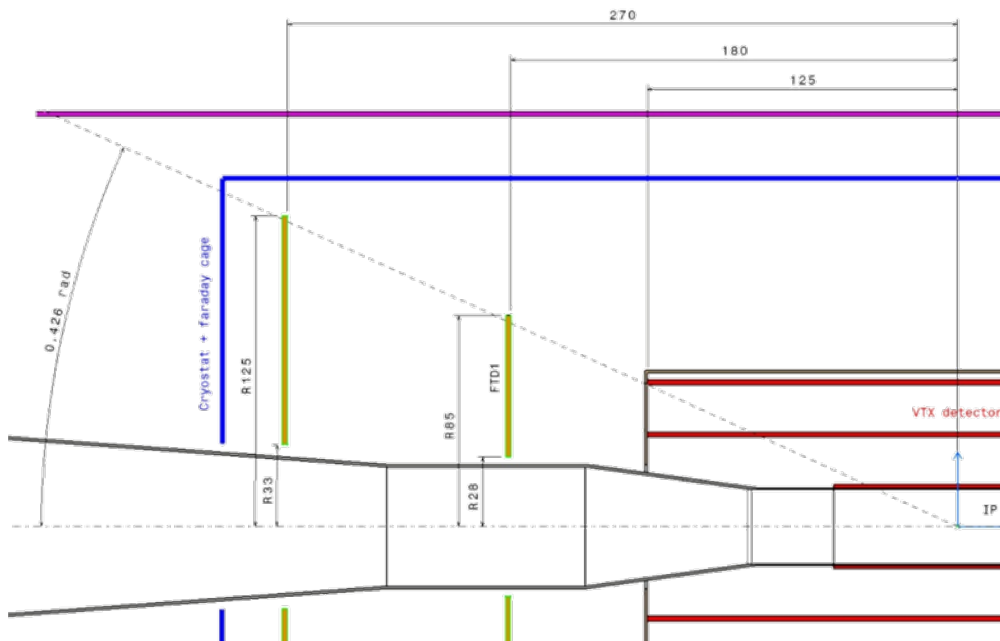 270
180
125
0.426 rad
Cryostat + faraday cage
R125
R33
R85
FTD1
R28
VTX detector
IP